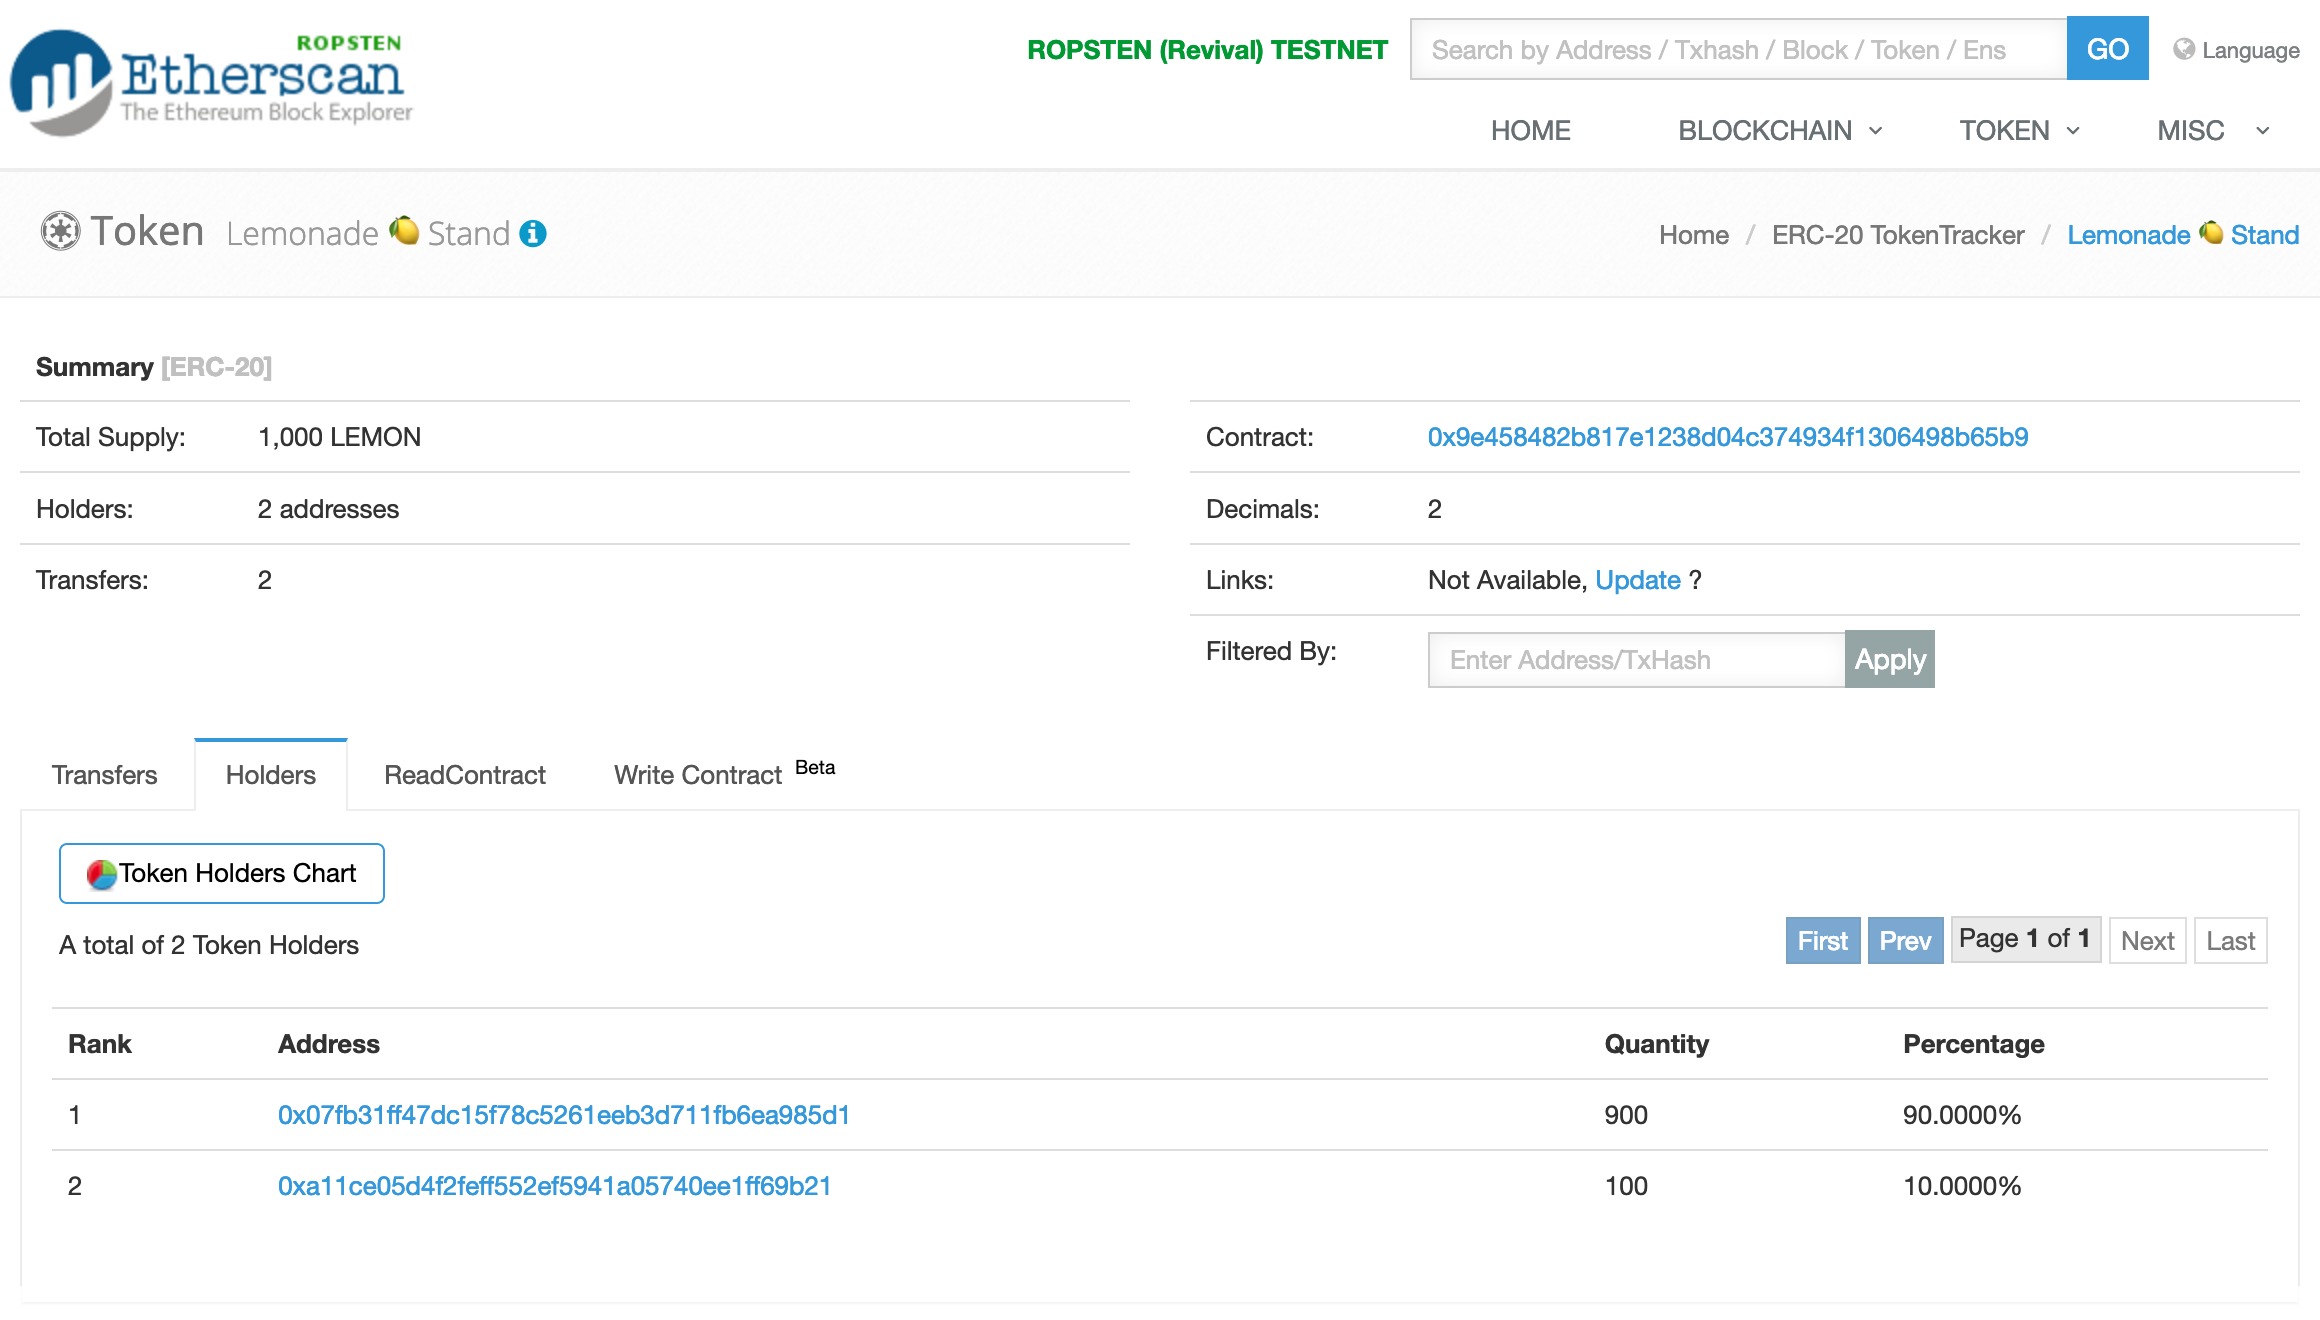 ROPSTEN
Etherscan
The Ethereum Block Explorer
ROPSTEN (Revival) TESTNET
Search by Address / Txhash / Block / Token / Ens
GO
Language
HOME
BLOCKCHAIN
TOKEN
MISC
Token Lemonade 🍋 Stand
Home / ERC-20 TokenTracker / Lemonade 🍋 Stand
Summary [ERC-20]
Total Supply: 1,000 LEMON
Holders: 2 addresses
Transfers: 2
Contract: 0x9e458482b817e1238d04c374934f1306498b65b9
Decimals: 2
Links: Not Available, Update ?
Filtered By: Enter Address/TxHash Apply
Transfers
Holders
ReadContract
Write Contract Beta
Token Holders Chart
A total of 2 Token Holders
First Prev Page 1 of 1 Next Last
Rank Address Quantity Percentage
1 0x07fb31ff47dc15f78c5261eeb3d711fb6ea985d1 900 90.0000%
2 0xa11ce05d4f2feff552ef5941a05740ee1ff69b21 100 10.0000%